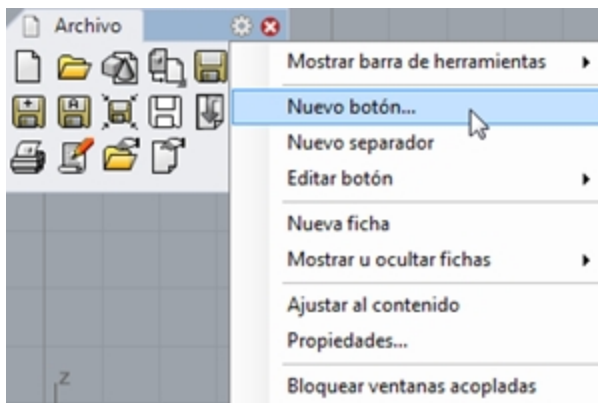 Archivo
Mostrar barra de herramientas
Nuevo botón...
Nuevo separador
Editar botón
Nueva ficha
Mostrar u ocultar fichas
Ajustar al contenido
Propiedades...
Bloquear ventanas acopladas
z